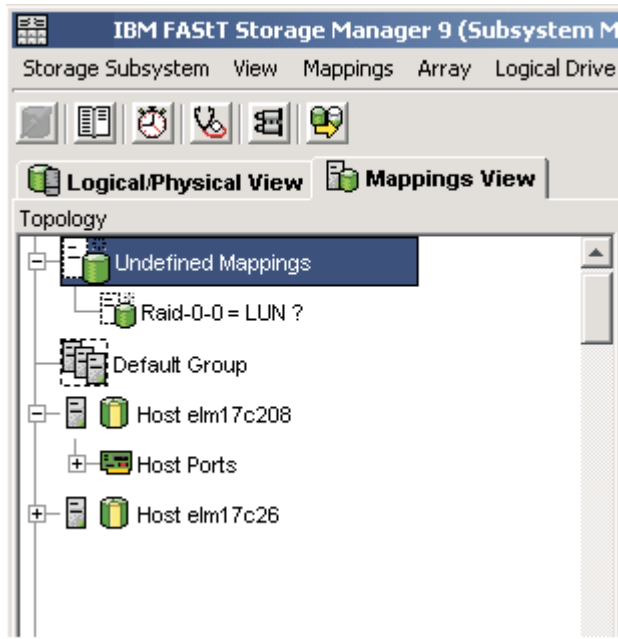 IBM FAStT Storage Manager 9 (Subsystem M
Storage Subsystem View Mappings Array Logical Drive
Logical/Physical View Mappings View
Topology
Undefined Mappings
Raid-0-0 = LUN ?
Default Group
Host elm17c208
Host Ports
Host elm17c26